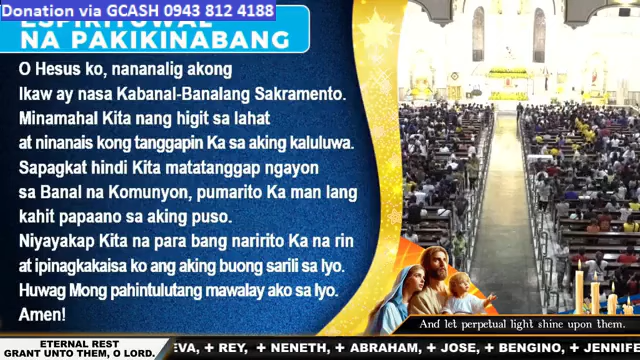 Donation via GCASH 0943 812 4188
NA PAKIKINABANG
O Hesus ko, nananalig akong
Ikaw ay nasa Kabanal-Banalang Sakramento.
Minamahal Kita nang higit sa lahat
at ninanais kong tanggapin Ka sa aking kaluluwa.
Sapagkat hindi Kita matatanggap ngayon
sa Banal na Komunyon, pumarito Ka man lang
kahit papaano sa aking puso.
Niyayakap Kita na para bang naririto Ka na rin
at ipinagkakaisa ko ang aking buong sarili sa Iyo.
Huwag Mong pahintulutang mawalay ako sa Iyo.
Amen!
And let perpetual light shine upon them.
ETERNAL REST
GRANT UNTO THEM, O LORD.
EVA, + REY, + NENETH, + ABRAHAM, + JOSE, + BENGINO, + JENNIFE